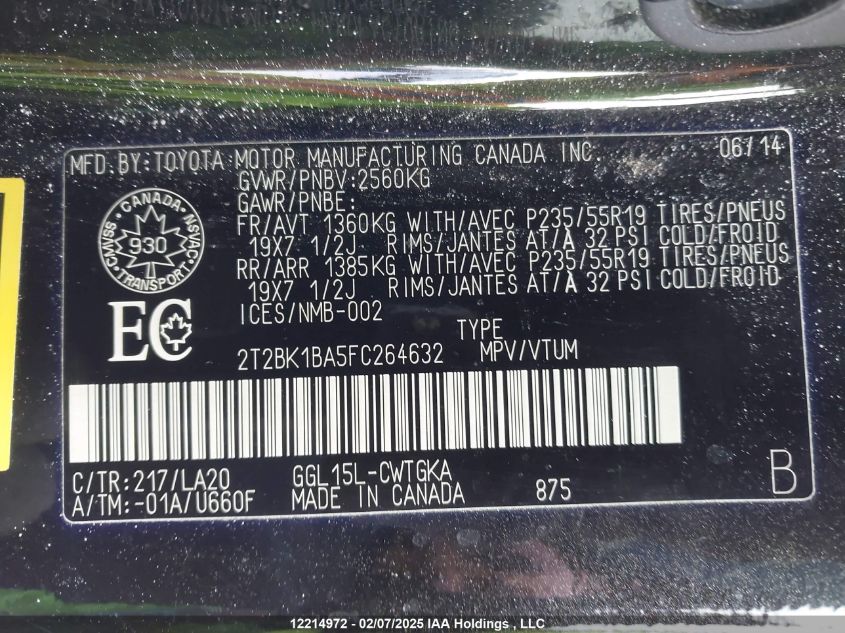 MFD. BY: TOYOTA MOTOR MANUFACTURING CANADA INC. 06/14
GVWR/PNBV: 2560KG
GAWR/PNBE:
FR/AVT 1360KG WITH/AVEC P235/55R19 TIRES/PNEUS
19X7 1/2J RIMS/JANTES AT/À 32 PSI COLD/FROID
RR/ARR 1385KG WITH/AVEC P235/55R19 TIRES/PNEUS
19X7 1/2J RIMS/JANTES AT/À 32 PSI COLD/FROID
ICES/NMB-002
CANADA
CMVSS
NSVAC
930
TRANSPORT
EC
TYPE
2T2BK1BA5FC264632 MPV/VTUM
C/TR: 217/LA20 GGL15L-CWTGKA
A/TM: -01A/U660F MADE IN CANADA 875 B
12214972 - 02/07/2025 IAA Holdings , LLC